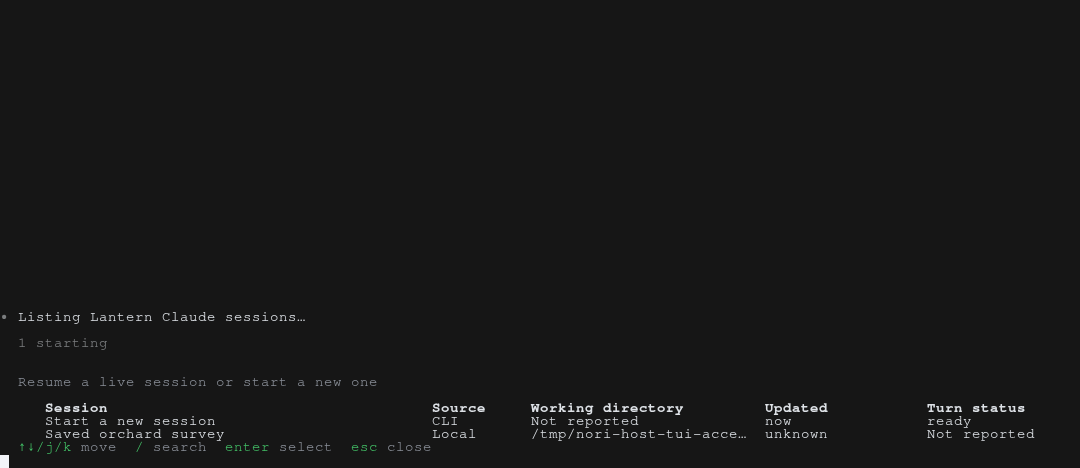 • Listing Lantern Claude sessions…
1 starting
Resume a live session or start a new one
Session Source Working directory Updated Turn status
Start a new session CLI Not reported now ready
Saved orchard survey Local /tmp/nori-host-tui-acce… unknown Not reported
↑↓/j/k move / search enter select esc close